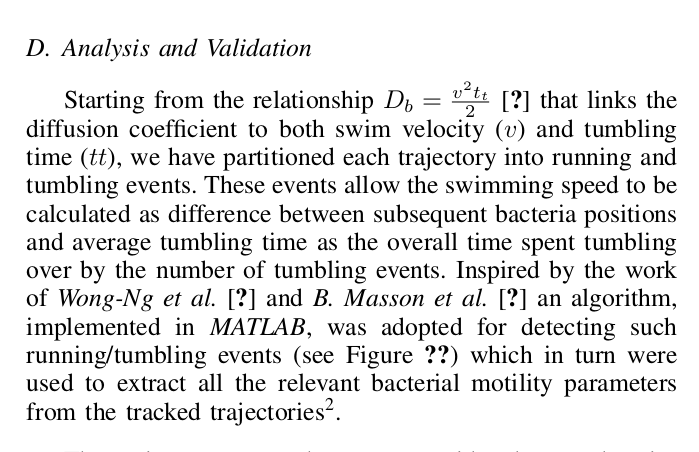 D. Analysis and Validation
Starting from the relationship D_b = \frac{v^2 t_t}{2} [?] that links the
diffusion coefficient to both swim velocity (v) and tumbling
time (tt), we have partitioned each trajectory into running and
tumbling events. These events allow the swimming speed to be
calculated as difference between subsequent bacteria positions
and average tumbling time as the overall time spent tumbling
over by the number of tumbling events. Inspired by the work
of Wong-Ng et al. [?] and B. Masson et al. [?] an algorithm,
implemented in MATLAB, was adopted for detecting such
running/tumbling events (see Figure ??) which in turn were
used to extract all the relevant bacterial motility parameters
from the tracked trajectories².